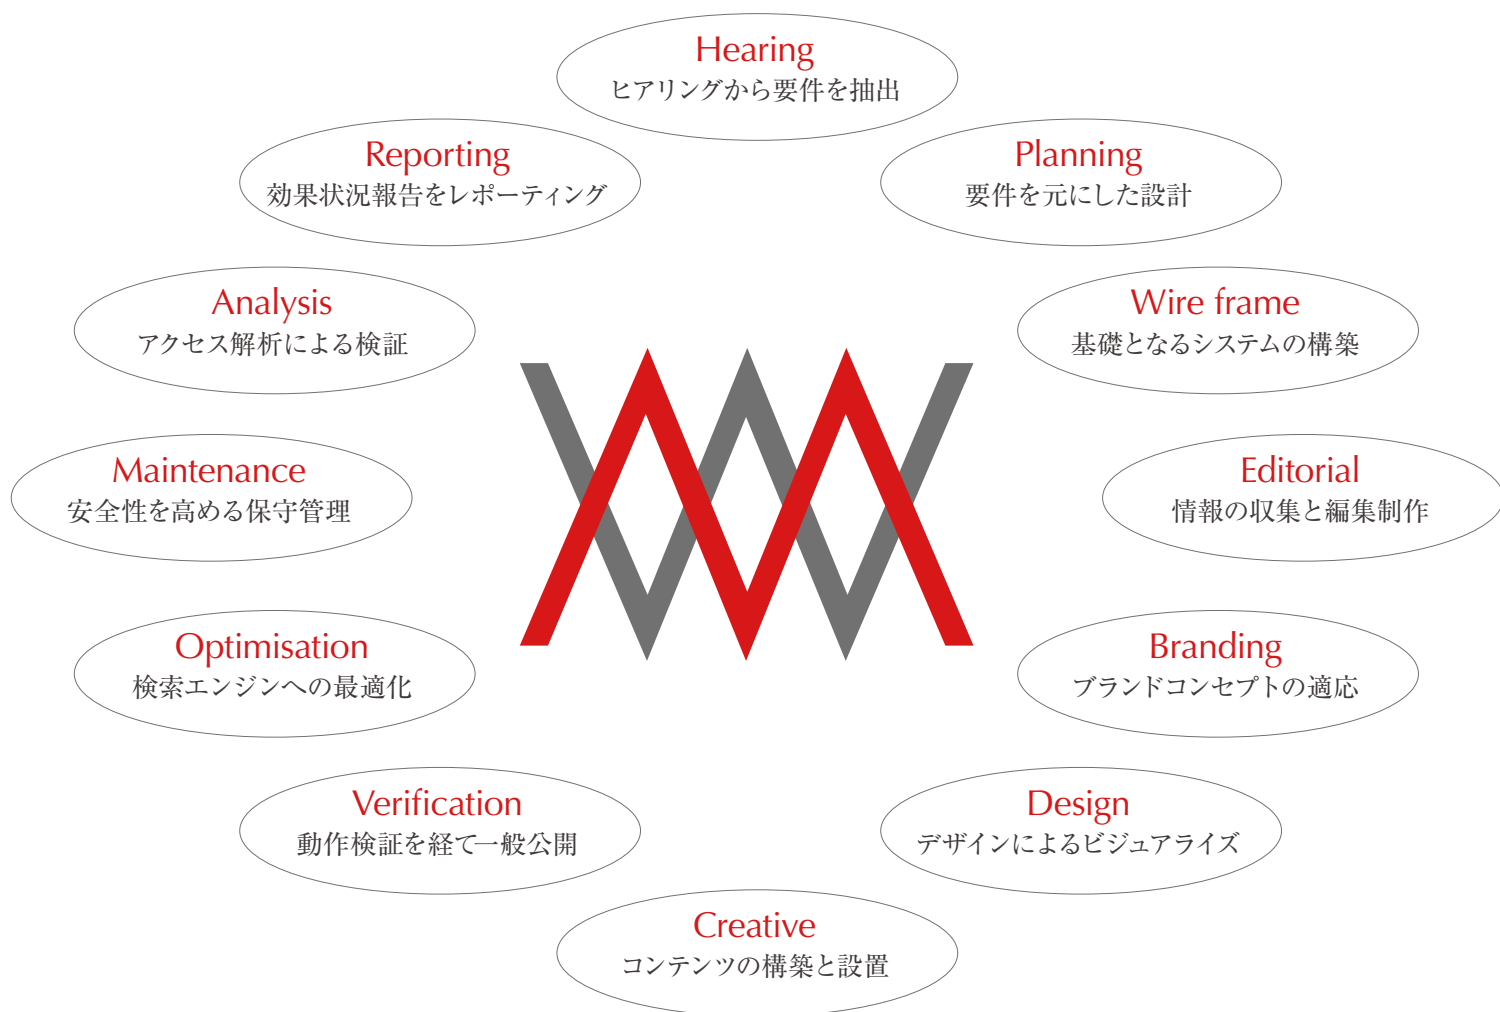 Hearing
ヒアリングから要件を抽出
Planning
要件を元にした設計
Wire frame
基礎となるシステムの構築
Editorial
情報の収集と編集制作
Branding
ブランドコンセプトの適応
Design
デザインによるビジュアライズ
Creative
コンテンツの構築と設置
Verification
動作検証を経て一般公開
Optimisation
検索エンジンへの最適化
Maintenance
安全性を高める保守管理
Analysis
アクセス解析による検証
Reporting
効果状況報告をレポーティング